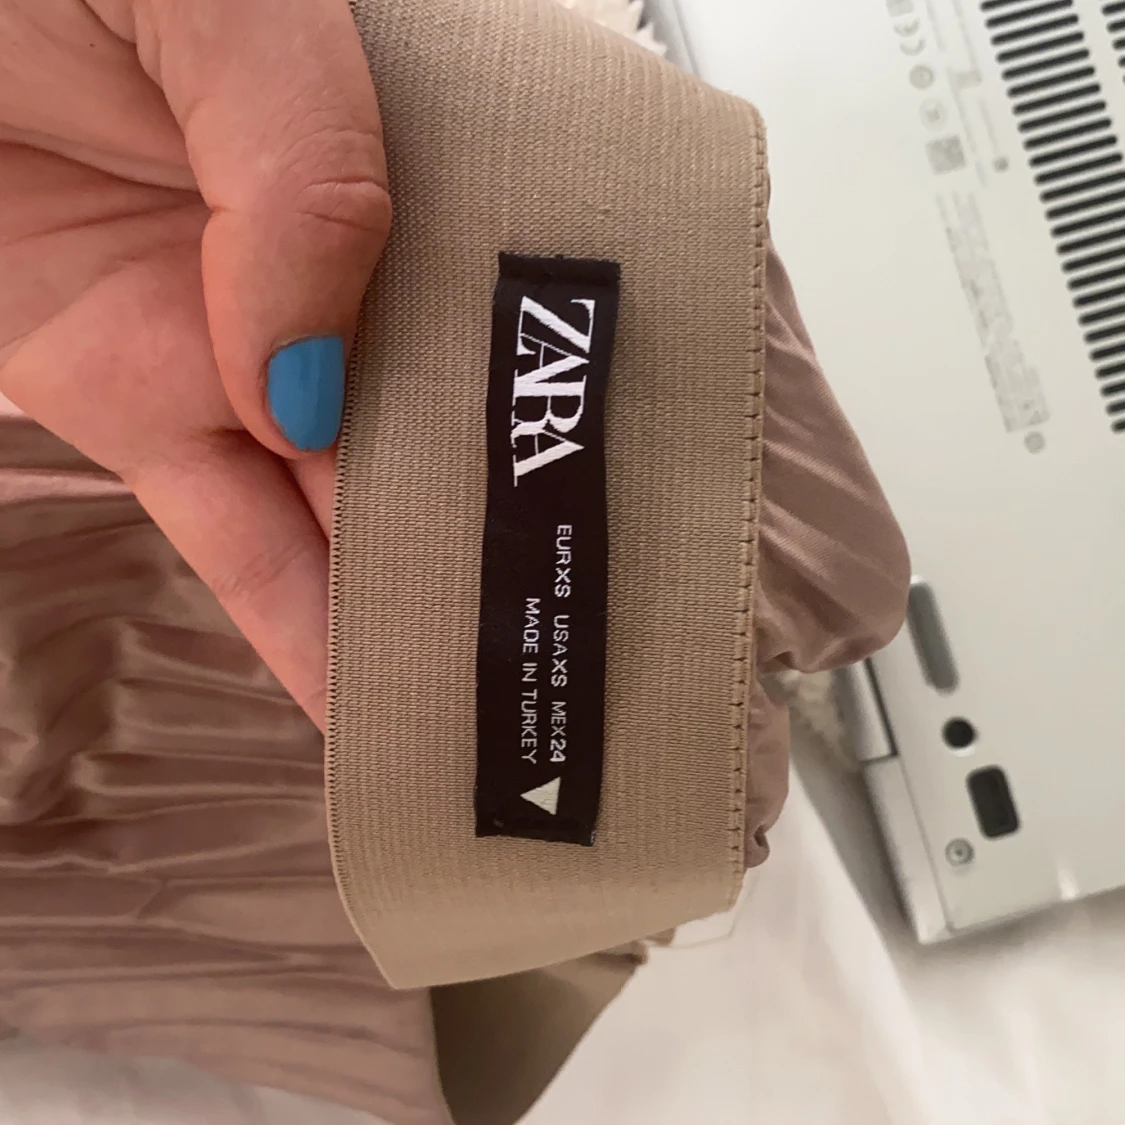 ZARA
EUR XS USA XS MEX 24
MADE IN TURKEY